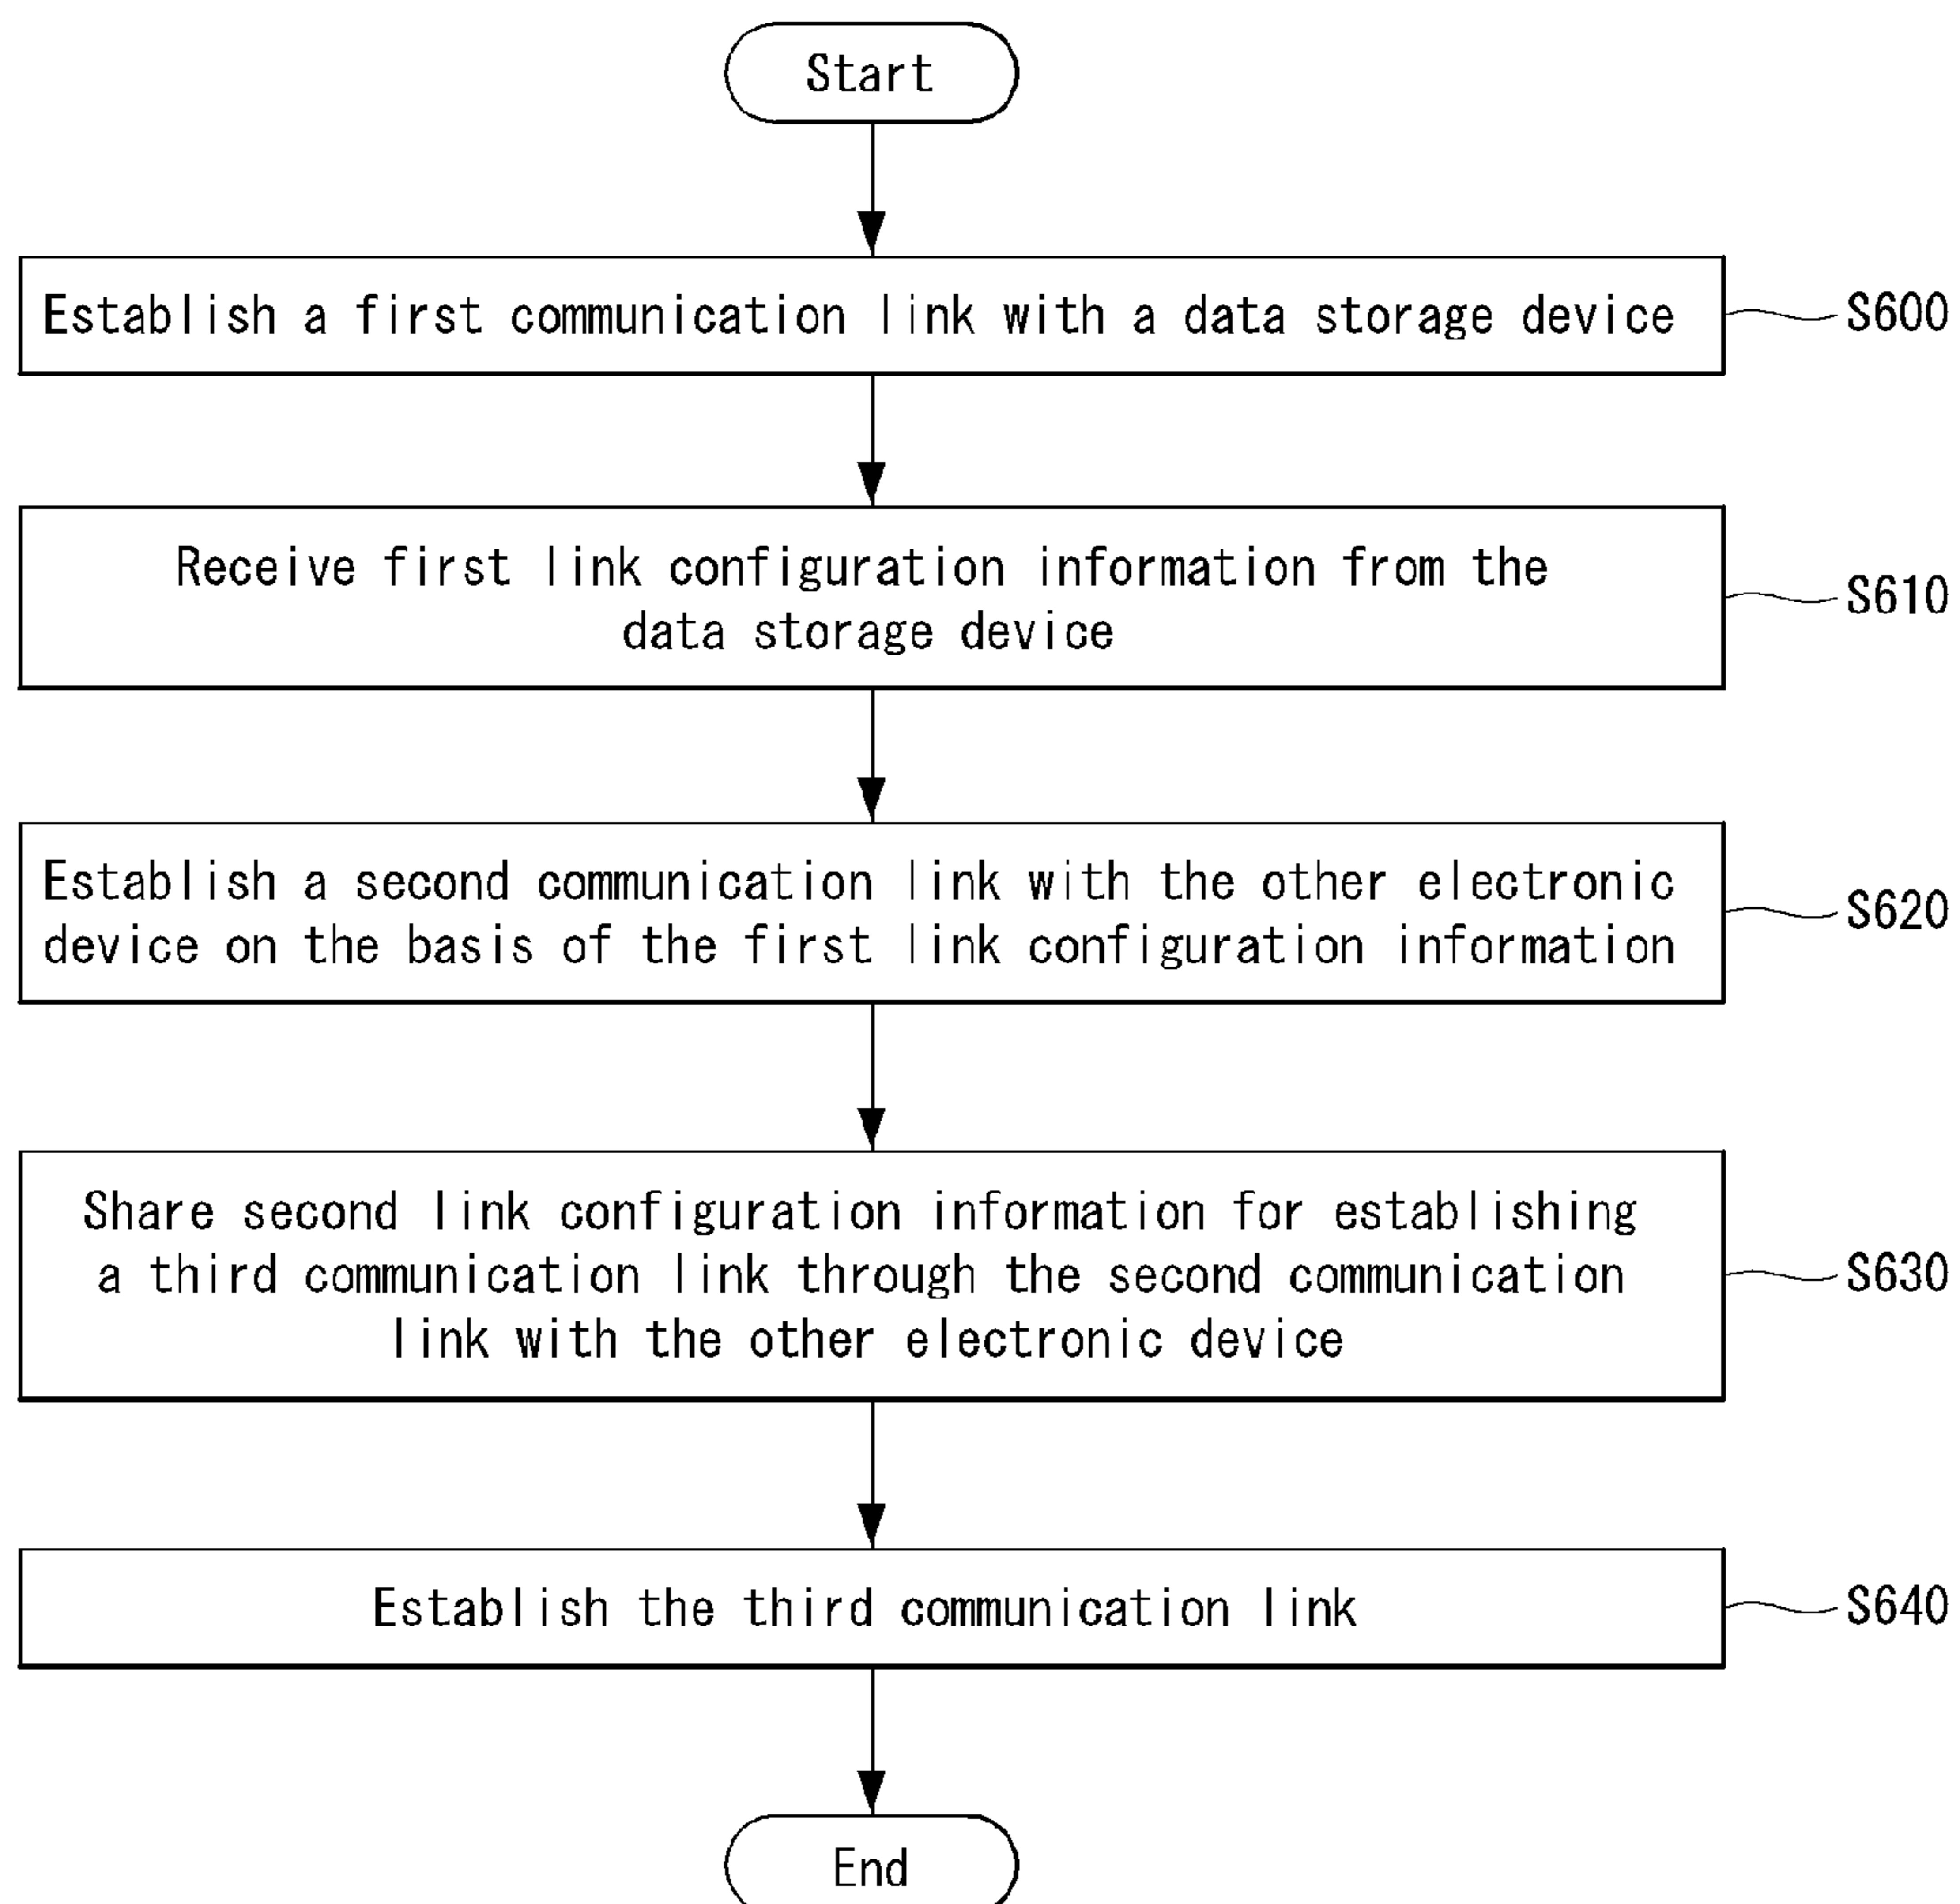 Start
Establish a first communication link with a data storage device
S600
Receive first link configuration information from the
data storage device
S610
Establish a second communication link with the other electronic
device on the basis of the first link configuration information
S620
Share second link configuration information for establishing
a third communication link through the second communication
link with the other electronic device
S630
Establish the third communication link
S640
End